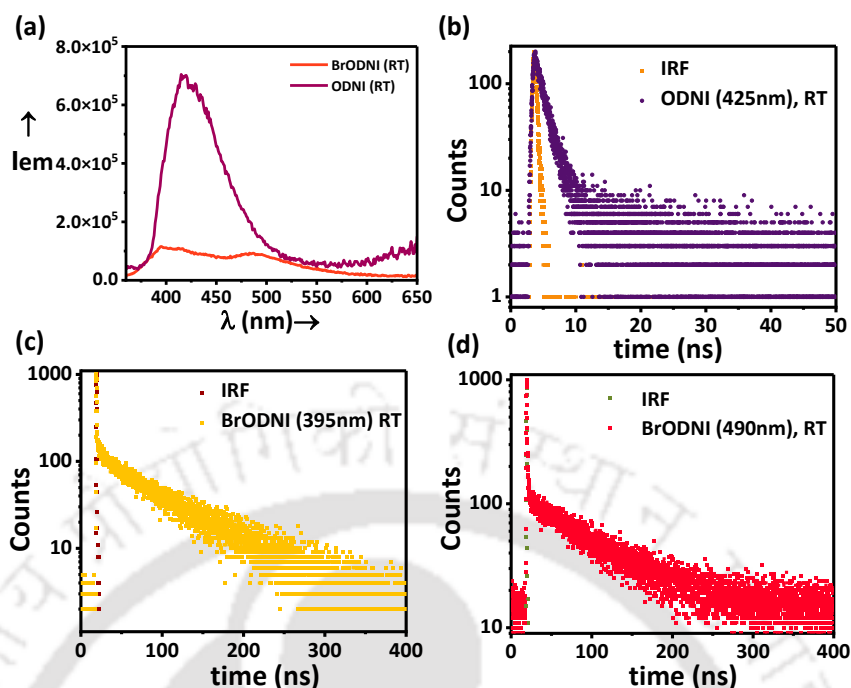 (a)
8.0×10⁵
6.0×10⁵
4.0×10⁵
2.0×10⁵
0.0
→
Iem
BrODNI (RT)
ODNI (RT)
400 450 500 550 600 650
λ (nm)→
(b)
100
10
1
Counts
IRF
ODNI (425nm), RT
0 10 20 30 40 50
time (ns)
(c)
1000
100
10
Counts
IRF
BrODNI (395nm) RT
0 100 200 300 400
time (ns)
(d)
1000
100
10
Counts
IRF
BrODNI (490nm), RT
0 100 200 300 400
time (ns)